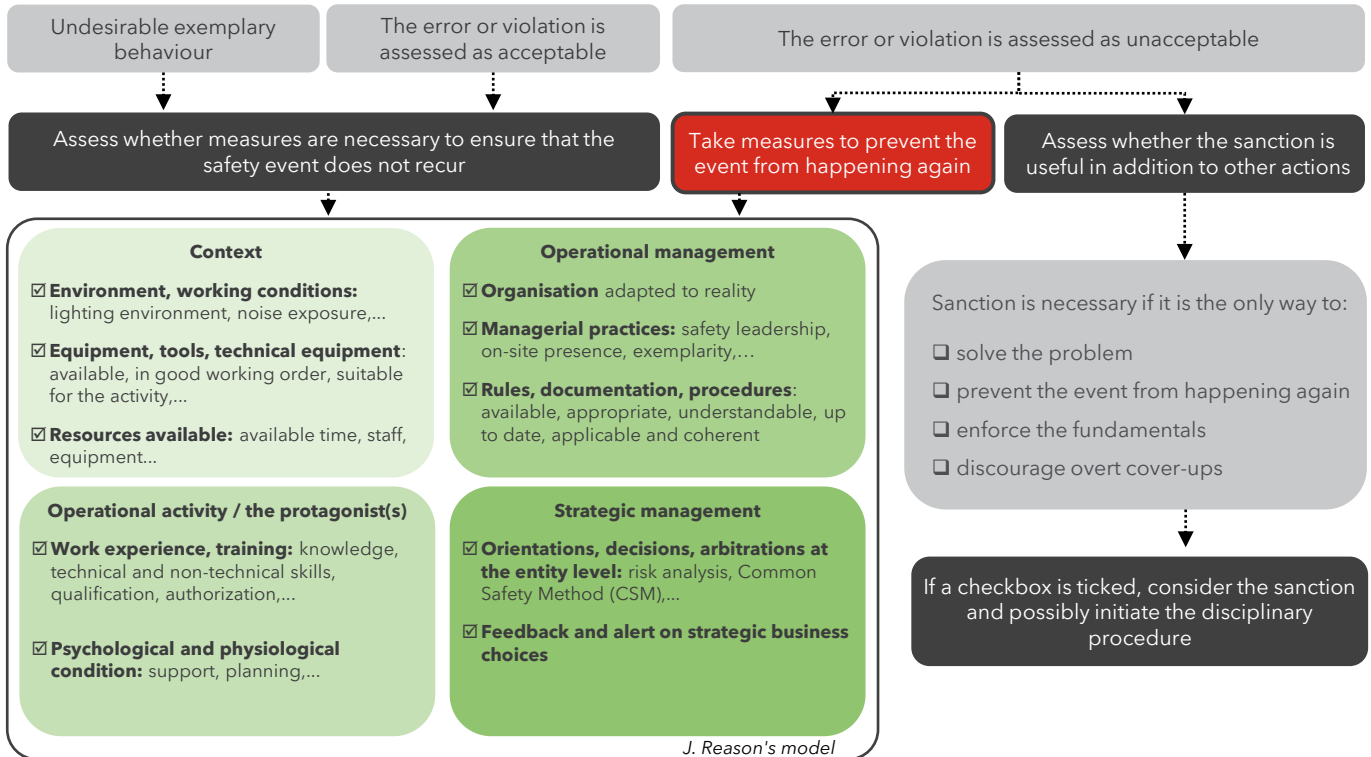 Undesirable exemplary
behaviour
The error or violation is
assessed as acceptable
The error or violation is assessed as unacceptable
Assess whether measures are necessary to ensure that the
safety event does not recur
Take measures to prevent the
event from happening again
Assess whether the sanction is
useful in addition to other actions
Context
☑ Environment, working conditions:
lighting environment, noise exposure,...
☑ Equipment, tools, technical equipment:
available, in good working order, suitable
for the activity,...
☑ Resources available: available time, staff,
equipment...
Operational management
☑ Organisation adapted to reality
☑ Managerial practices: safety leadership,
on-site presence, exemplarity,...
☑ Rules, documentation, procedures:
available, appropriate, understandable, up
to date, applicable and coherent
Operational activity / the protagonist(s)
☑ Work experience, training: knowledge,
technical and non-technical skills,
qualification, authorization,...
☑ Psychological and physiological
condition: support, planning,...
Strategic management
☑ Orientations, decisions, arbitrations at
the entity level: risk analysis, Common
Safety Method (CSM),...
☑ Feedback and alert on strategic business
choices
J. Reason's model
Sanction is necessary if it is the only way to:
❑ solve the problem
❑ prevent the event from happening again
❑ enforce the fundamentals
❑ discourage overt cover-ups
If a checkbox is ticked, consider the sanction
and possibly initiate the disciplinary
procedure